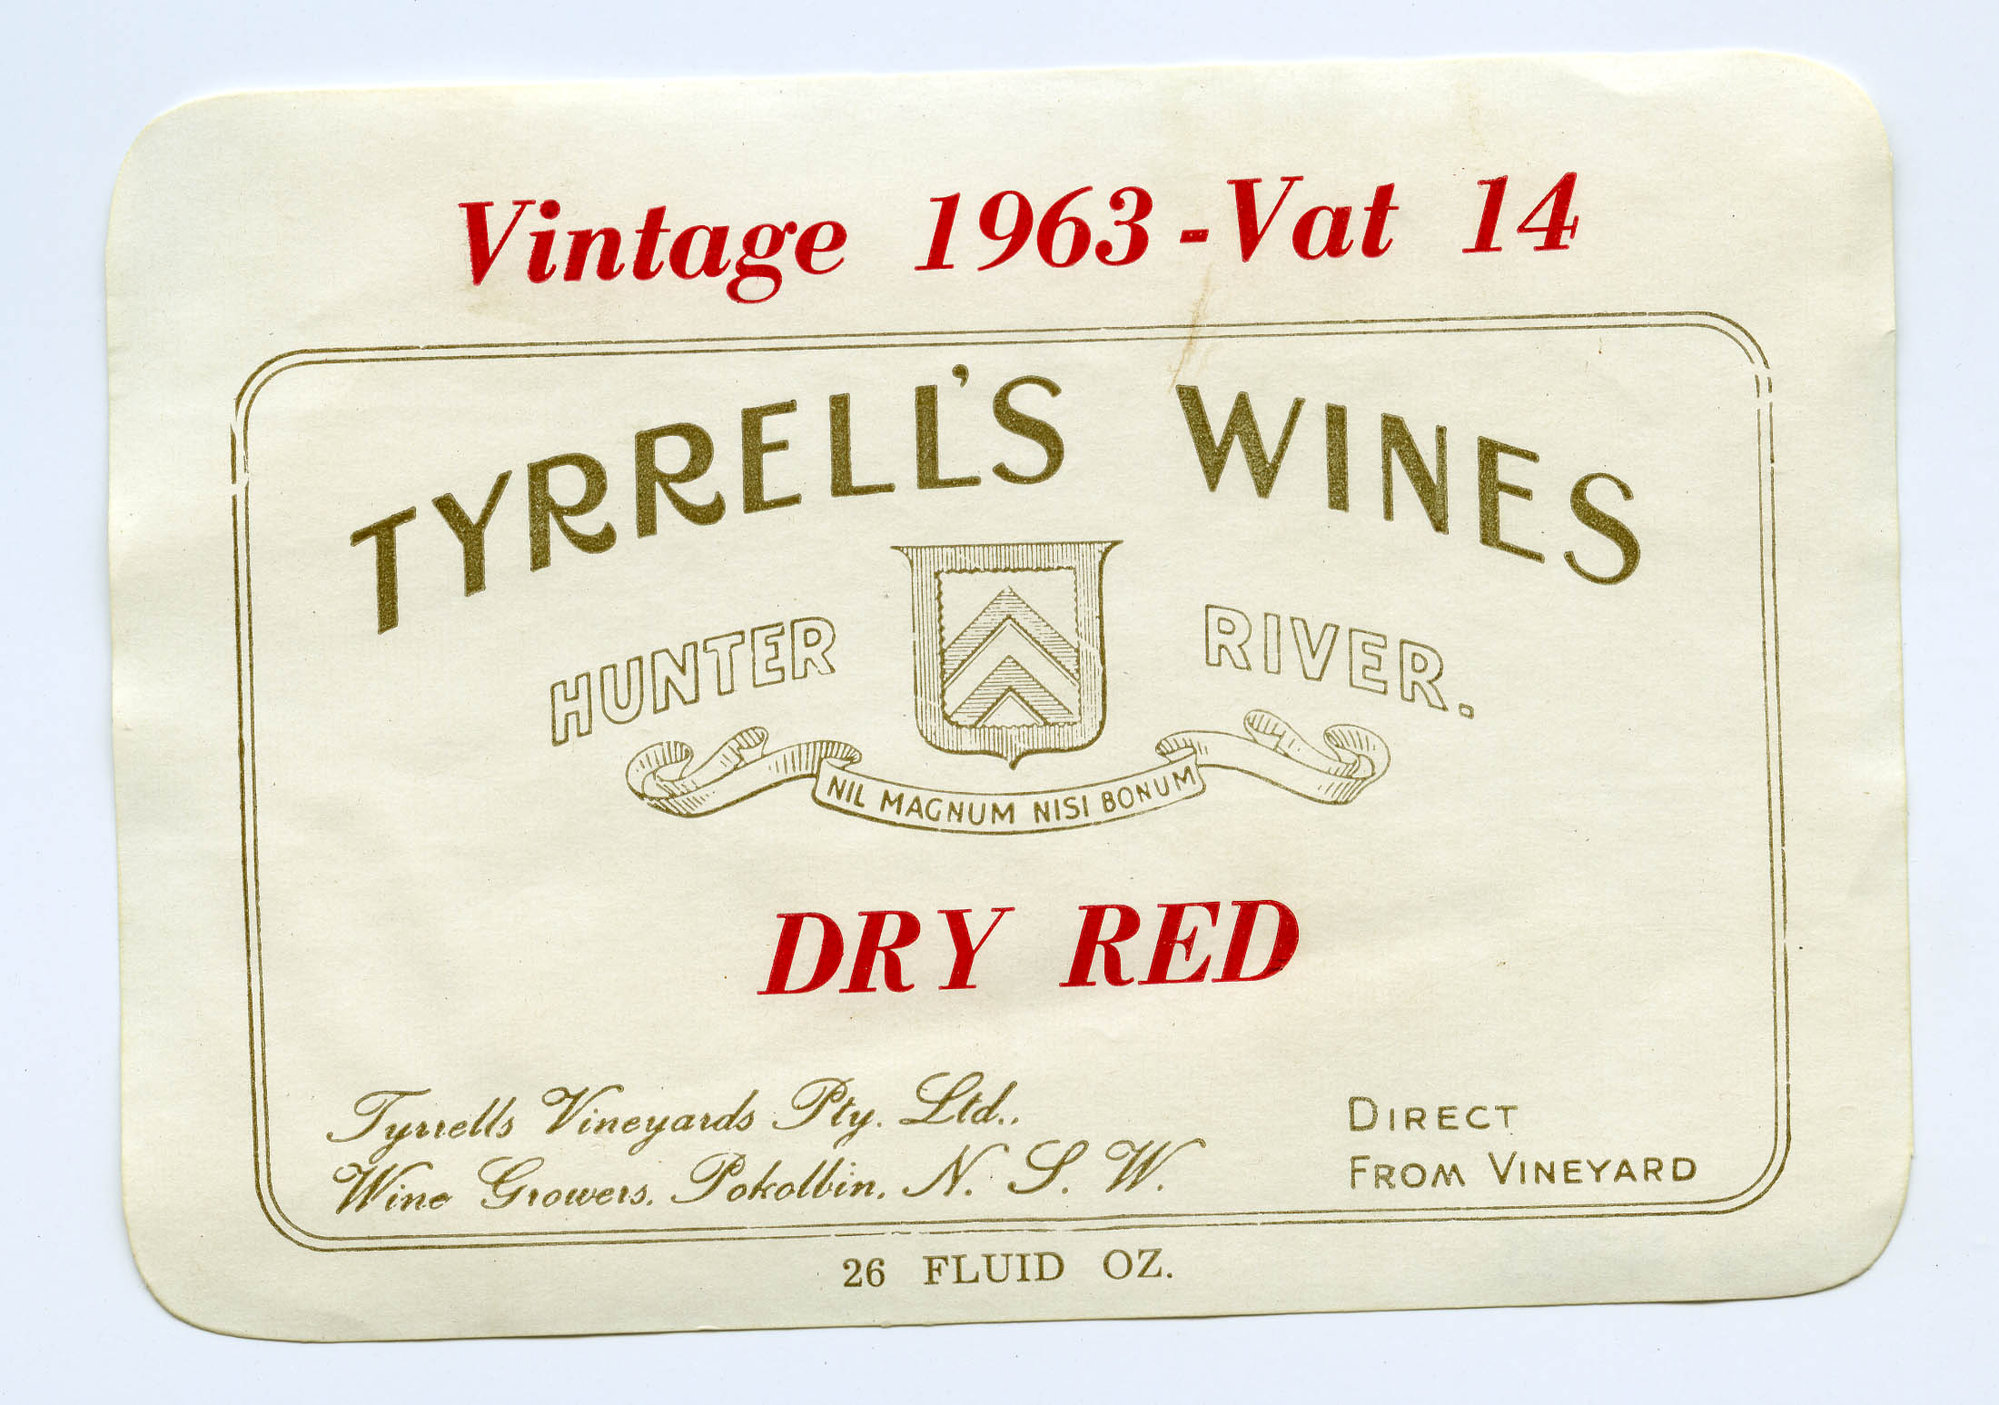 Vintage 1963 - Vat 14
TYRRELL'S WINES
HUNTER RIVER.
NIL MAGNUM NISI BONUM
DRY RED
Tyrrells Vineyards Pty. Ltd.,
Wine Growers, Pokolbin, N. S. W.
DIRECT
FROM VINEYARD
26 FLUID OZ.